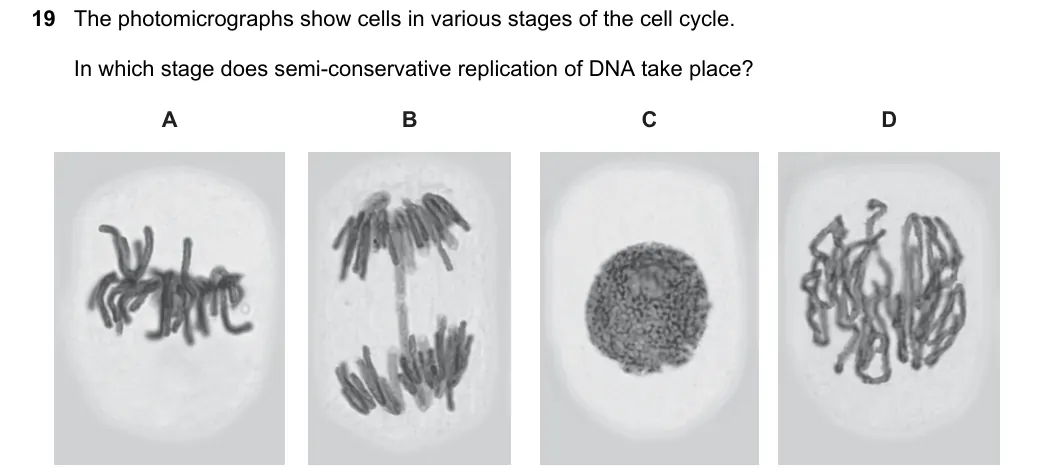 19 The photomicrographs show cells in various stages of the cell cycle.
In which stage does semi-conservative replication of DNA take place?
A B C D